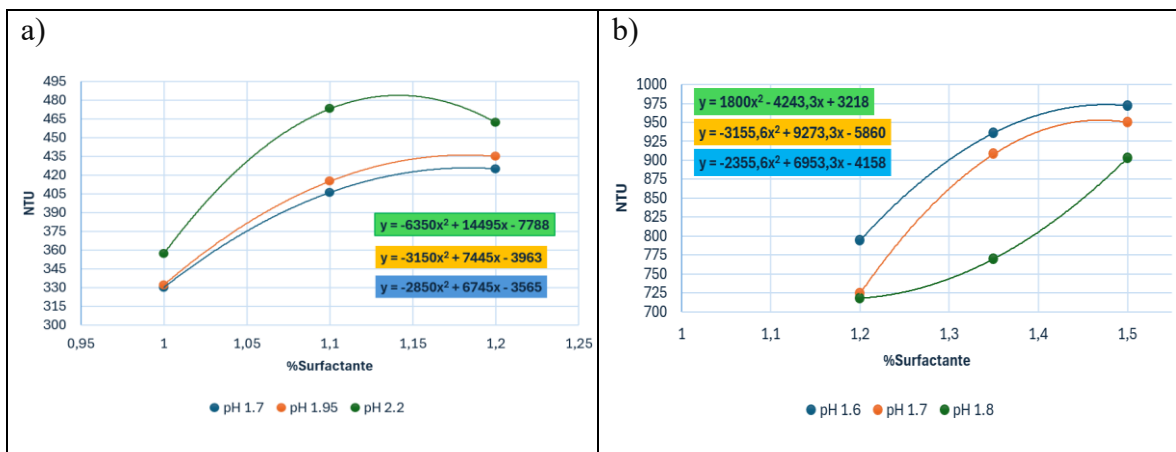 a)
495
480
465
450
435
420
405
390
375
360
345
330
315
300
NTU
y = -6350x² + 14495x - 7788
y = -3150x² + 7445x - 3963
y = -2850x² + 6745x - 3565
0,95 1 1,05 1,1 1,15 1,2 1,25
%Surfactante
pH 1.7 pH 1.95 pH 2.2
b)
1000
975
950
925
900
875
850
825
800
775
750
725
700
NTU
y = 1800x² - 4243,3x + 3218
y = -3155,6x² + 9273,3x - 5860
y = -2355,6x² + 6953,3x - 4158
1 1,1 1,2 1,3 1,4 1,5
%Surfactante
pH 1.6 pH 1.7 pH 1.8